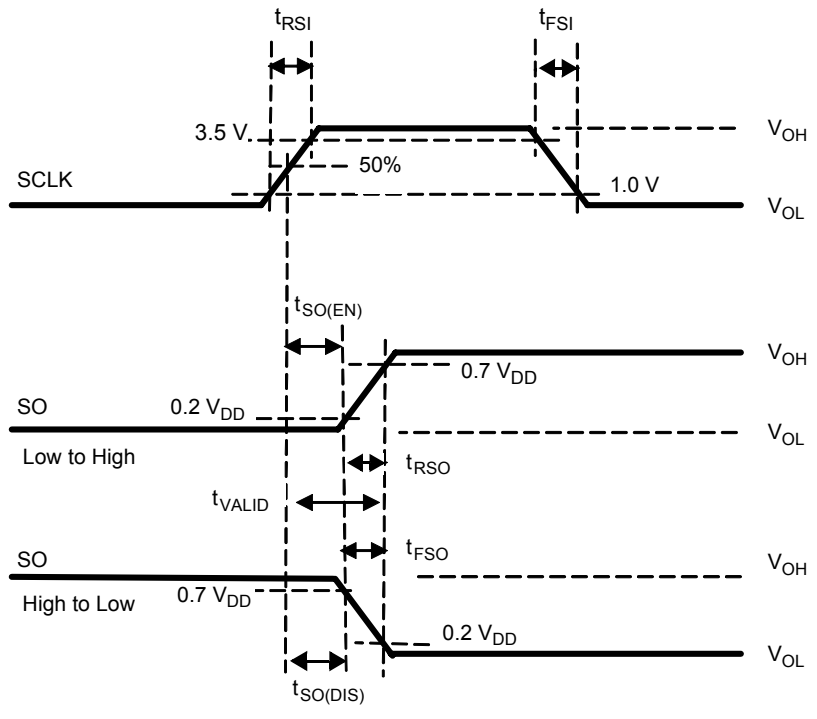 tRSI
tFSI
3.5 V
VOH
50%
SCLK
1.0 V
VOL
tSO(EN)
VOH
0.7 VDD
SO
0.2 VDD
VOL
Low to High
tRSO
tVALID
tFSO
SO
VOH
0.7 VDD
High to Low
0.2 VDD
VOL
tSO(DIS)